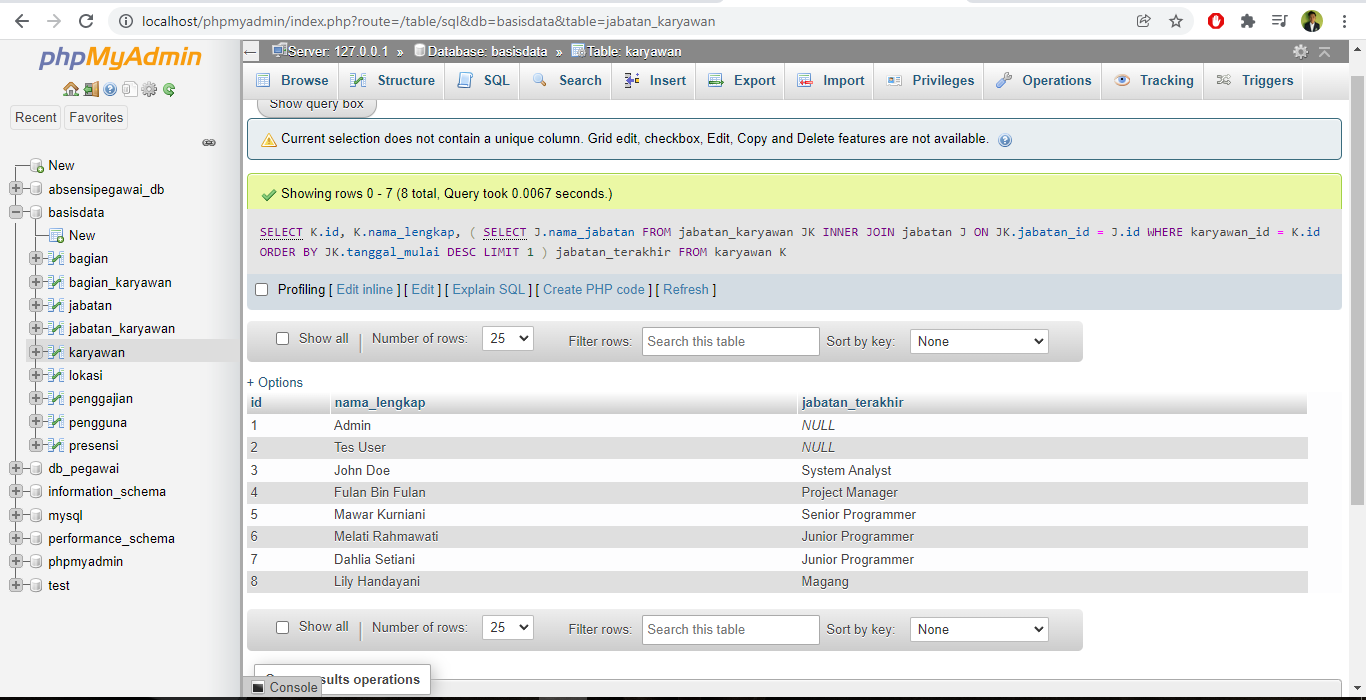 localhost/phpmyadmin/index.php?route=/table/sql&db=basisdata&table=jabatan_karyawan
phpMyAdmin
Recent Favorites
New
absensipegawai_db
basisdata
New
bagian
bagian_karyawan
jabatan
jabatan_karyawan
karyawan
lokasi
penggajian
pengguna
presensi
db_pegawai
information_schema
mysql
performance_schema
phpmyadmin
test
Server: 127.0.0.1 » Database: basisdata » Table: karyawan
Browse Structure SQL Search Insert Export Import Privileges Operations Tracking Triggers
Show query box
Current selection does not contain a unique column. Grid edit, checkbox, Edit, Copy and Delete features are not available.
Showing rows 0 - 7 (8 total, Query took 0.0067 seconds.)
SELECT K.id, K.nama_lengkap, ( SELECT J.nama_jabatan FROM jabatan_karyawan JK INNER JOIN jabatan J ON JK.jabatan_id = J.id WHERE karyawan_id = K.id
ORDER BY JK.tanggal_mulai DESC LIMIT 1 ) jabatan_terakhir FROM karyawan K
Profiling [ Edit inline ] [ Edit ] [ Explain SQL ] [ Create PHP code ] [ Refresh ]
Show all | Number of rows: 25 Filter rows: Search this table Sort by key: None
+ Options
id nama_lengkap jabatan_terakhir
1 Admin NULL
2 Tes User NULL
3 John Doe System Analyst
4 Fulan Bin Fulan Project Manager
5 Mawar Kurniani Senior Programmer
6 Melati Rahmawati Junior Programmer
7 Dahlia Setiani Junior Programmer
8 Lily Handayani Magang
Show all | Number of rows: 25 Filter rows: Search this table Sort by key: None
operations
Console